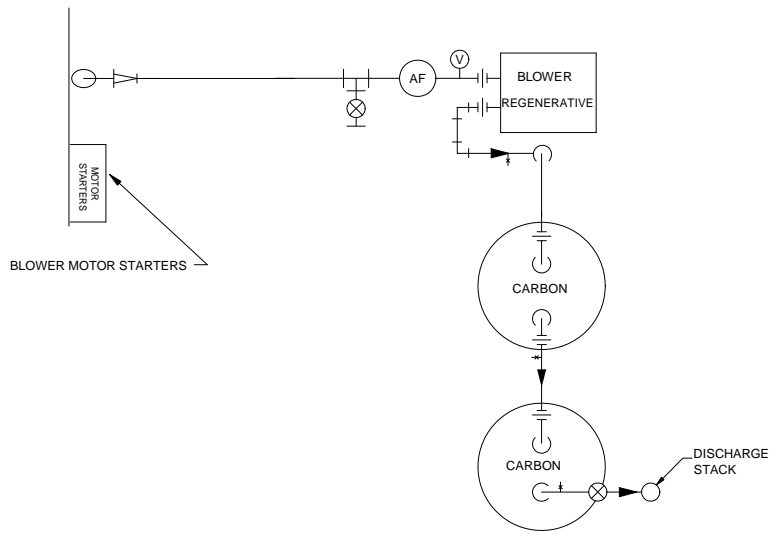 V
AF
BLOWER
REGENERATIVE
MOTOR
STARTERS
BLOWER MOTOR STARTERS
CARBON
CARBON
DISCHARGE
STACK